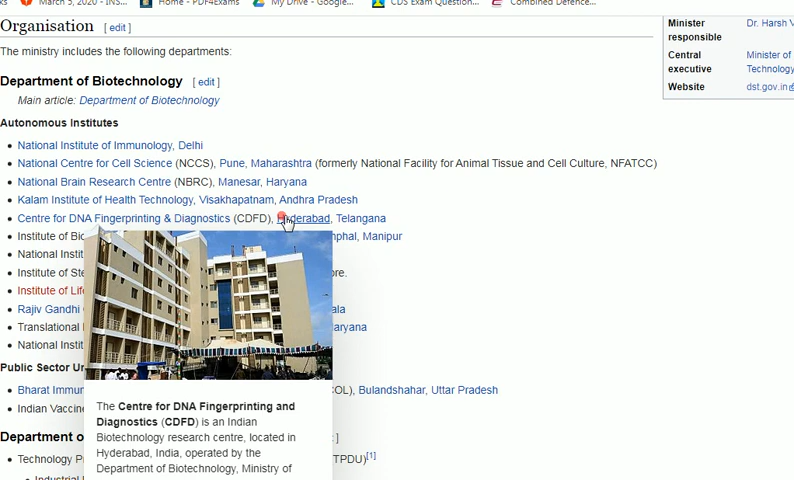 March 5, 2020 - INS...
Home - PDF4Exams
My Drive - Google...
CDS Exam Question...
Combined Defence...
Organisation [ edit ]
The ministry includes the following departments:
Department of Biotechnology [ edit ]
Main article: Department of Biotechnology
Autonomous Institutes
National Institute of Immunology, Delhi
National Centre for Cell Science (NCCS), Pune, Maharashtra (formerly National Facility for Animal Tissue and Cell Culture, NFATCC)
National Brain Research Centre (NBRC), Manesar, Haryana
Kalam Institute of Health Technology, Visakhapatnam, Andhra Pradesh
Centre for DNA Fingerprinting & Diagnostics (CDFD), Hyderabad, Telangana
Institute of Bio mphal, Manipur
National Instit
Institute of Ste re.
Institute of Life
Rajiv Gandhi ala
Translational aryana
National Instit
Public Sector Un
Bharat Immun COL), Bulandshahar, Uttar Pradesh
Indian Vaccine
Department o ]
Technology P TPDU)[1]
Industrial
The Centre for DNA Fingerprinting and
Diagnostics (CDFD) is an Indian
Biotechnology research centre, located in
Hyderabad, India, operated by the
Department of Biotechnology, Ministry of
Minister
responsible
Dr. Harsh V
Central
executive
Minister of
Technology
Website
dst.gov.in